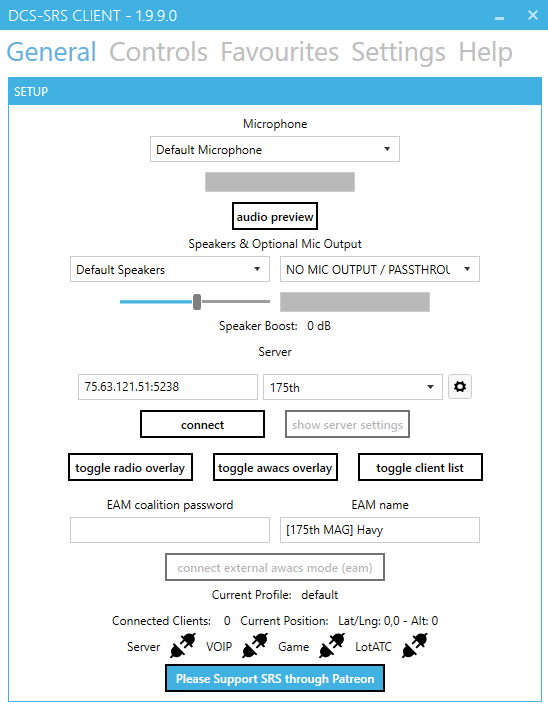 DCS-SRS CLIENT - 1.9.9.0
General Controls Favourites Settings Help
SETUP
Microphone
Default Microphone
audio preview
Speakers & Optional Mic Output
Default Speakers NO MIC OUTPUT / PASSTHROU
Speaker Boost: 0 dB
Server
75.63.121.51:5238 175th
connect show server settings
toggle radio overlay toggle awacs overlay toggle client list
EAM coalition password EAM name
[175th MAG] Havy
connect external awacs mode (eam)
Current Profile: default
Connected Clients: 0 Current Position: Lat/Lng: 0,0 - Alt: 0
Server VOIP Game LotATC
Please Support SRS through Patreon